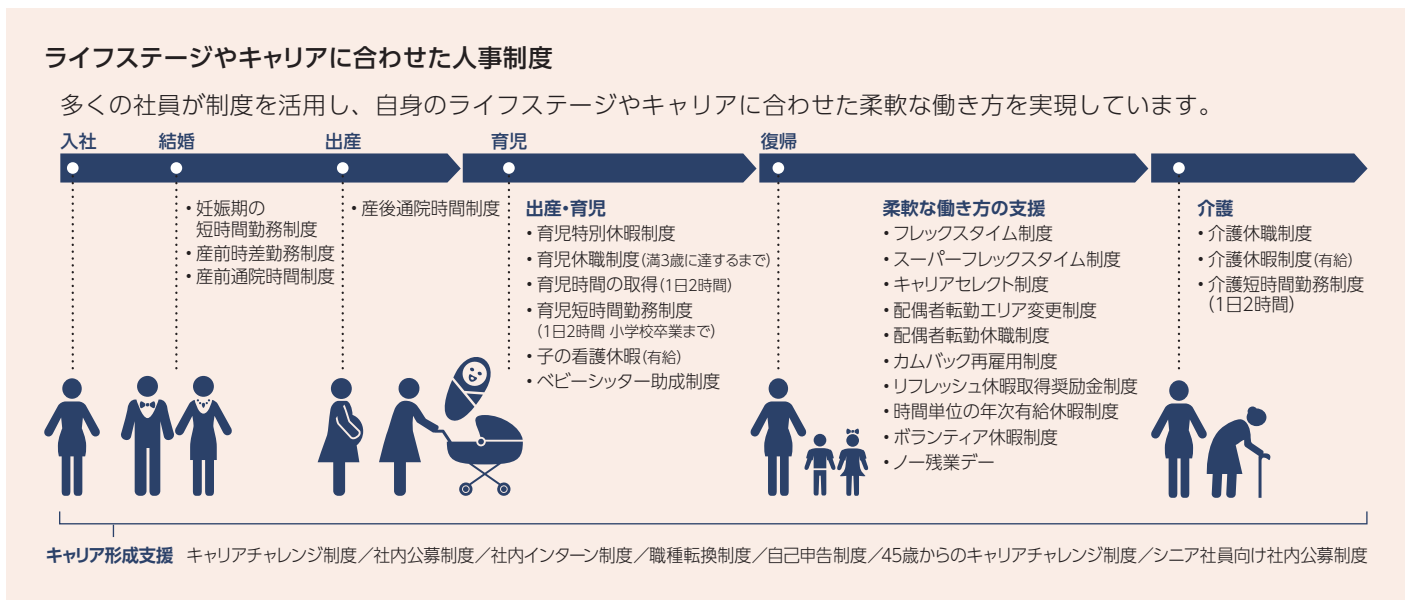 ライフステージやキャリアに合わせた人事制度
多くの社員が制度を活用し、自身のライフステージやキャリアに合わせた柔軟な働き方を実現しています。
入社
結婚
出産
育児
復帰
・妊娠期の
短時間勤務制度
・産前時差勤務制度
・産前通院時間制度
・産後通院時間制度
出産・育児
・育児特別休暇制度
・育児休職制度(満3歳に達するまで)
・育児時間の取得(1日2時間)
・育児短時間勤務制度
(1日2時間 小学校卒業まで)
・子の看護休暇(有給)
・ベビーシッター助成制度
柔軟な働き方の支援
・フレックスタイム制度
・スーパーフレックスタイム制度
・キャリアセレクト制度
・配偶者転勤エリア変更制度
・配偶者転勤休職制度
・カムバック再雇用制度
・リフレッシュ休暇取得奨励金制度
・時間単位の年次有給休暇制度
・ボランティア休暇制度
・ノー残業デー
介護
・介護休職制度
・介護休暇制度(有給)
・介護短時間勤務制度
(1日2時間)
キャリア形成支援 キャリアチャレンジ制度／社内公募制度／社内インターン制度／職種転換制度／自己申告制度／45歳からのキャリアチャレンジ制度／シニア社員向け社内公募制度